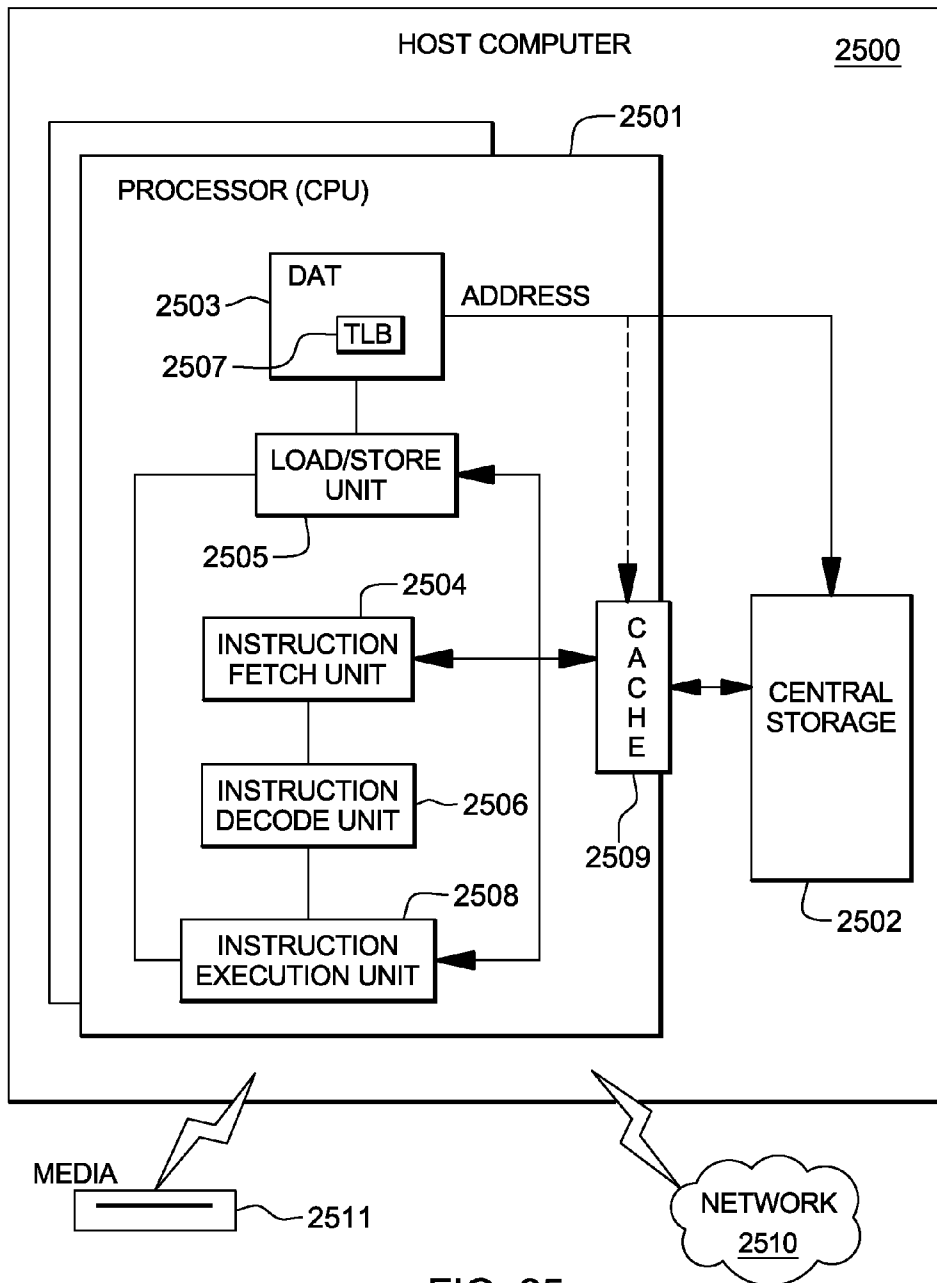 HOST COMPUTER
2500
2501
PROCESSOR (CPU)
DAT
2503
ADDRESS
TLB
2507
LOAD/STORE
UNIT
2505
2504
INSTRUCTION
FETCH UNIT
CACHE
CENTRAL
STORAGE
INSTRUCTION
DECODE UNIT
2506
2509
2508
2502
INSTRUCTION
EXECUTION UNIT
MEDIA
2511
NETWORK
2510